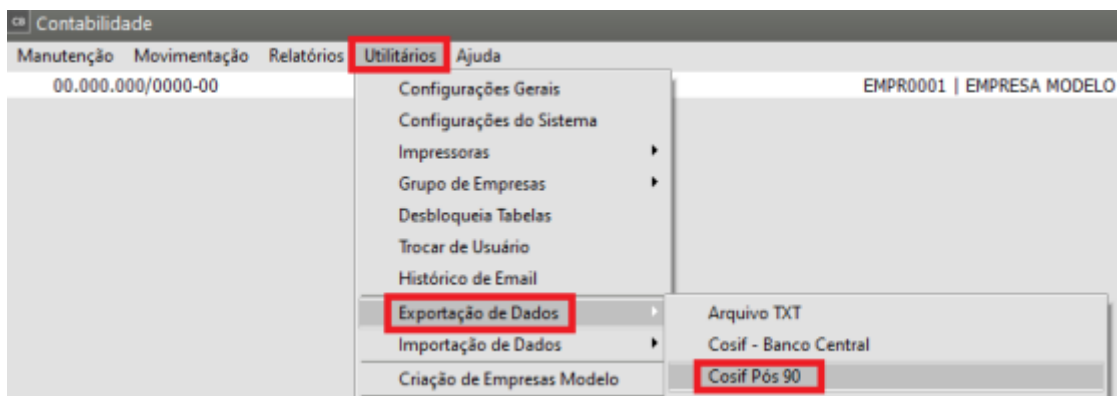 CB Contabilidade
Manutenção Movimentação Relatórios Utilitários Ajuda
00.000.000/0000-00 EMPR0001 | EMPRESA MODELO
Configurações Gerais
Configurações do Sistema
Impressoras
Grupo de Empresas
Desbloqueia Tabelas
Trocar de Usuário
Histórico de Email
Exportação de Dados
Arquivo TXT
Importação de Dados
Cosif - Banco Central
Criação de Empresas Modelo
Cosif Pós 90